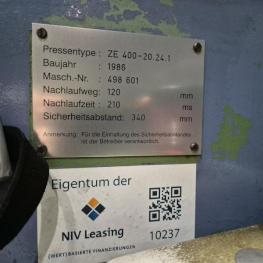 Pressentype : ZE 400-20.24.1
Baujahr : 1986
Masch.-Nr. : 498 601
Nachlaufweg : 120 mm
Nachlaufzeit : 210 ms
Sicherheitsabstand : 340 mm
Anmerkung : Für die Einhaltung des Sicherheitsabstandes
ist der Betreiber verantwortlich.
Eigentum der
NIV Leasing
(WERT)BASIERTE FINANZIERUNGEN
10237